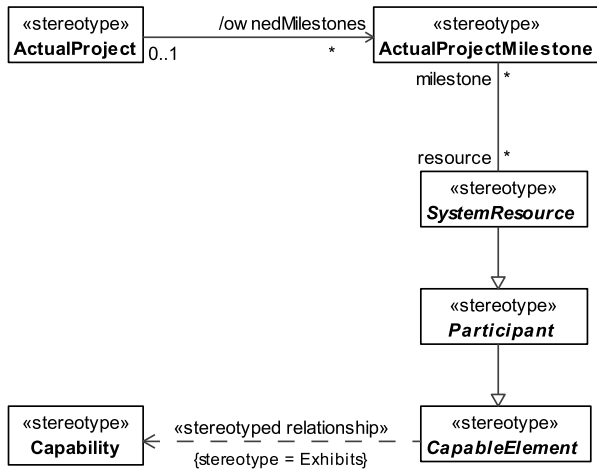 «stereotype»
ActualProject
/ow nedMilestones
0..1
*
«stereotype»
ActualProjectMilestone
milestone *
resource *
«stereotype»
SystemResource
«stereotype»
Participant
«stereotype»
Capability
«stereotyped relationship»
{stereotype = Exhibits}
«stereotype»
CapableElement